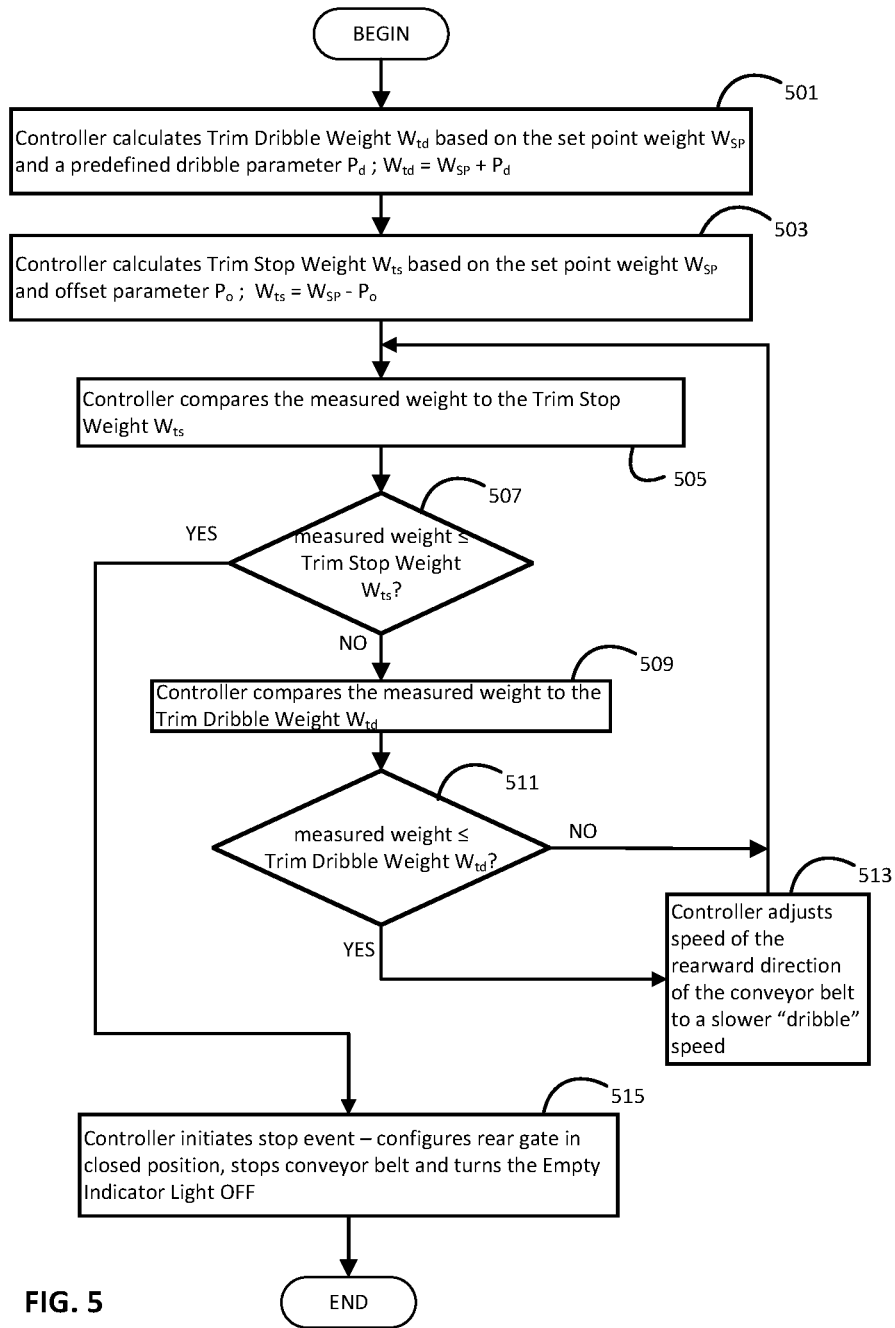 BEGIN
501
Controller calculates Trim Dribble Weight Wtd based on the set point weight WSP
and a predefined dribble parameter Pd ; Wtd = WSP + Pd
503
Controller calculates Trim Stop Weight Wts based on the set point weight WSP
and offset parameter Po ; Wts = WSP - Po
Controller compares the measured weight to the Trim Stop
Weight Wts
505
507
YES
measured weight ≤
Trim Stop Weight
Wts?
NO
509
Controller compares the measured weight to the
Trim Dribble Weight Wtd
511
measured weight ≤
Trim Dribble Weight Wtd?
NO
YES
513
Controller adjusts
speed of the
rearward direction
of the conveyor belt
to a slower “dribble”
speed
515
Controller initiates stop event – configures rear gate in
closed position, stops conveyor belt and turns the Empty
Indicator Light OFF
END
FIG. 5